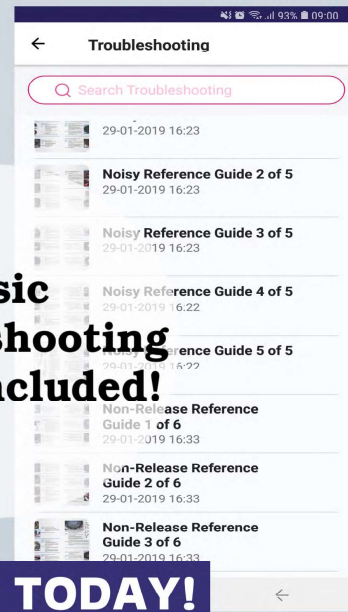 93% 09:00
Troubleshooting
Search Troubleshooting
29-01-2019 16:23
Noisy Reference Guide 2 of 5
29-01-2019 16:23
Noisy Reference Guide 3 of 5
29-01-2019 16:23
Noisy Reference Guide 4 of 5
29-01-2019 16:22
Noisy Reference Guide 5 of 5
29-01-2019 16:22
sic
shooting
ncluded!
Non-Release Reference
Guide 1 of 6
29-01-2019 16:33
Non-Release Reference
Guide 2 of 6
29-01-2019 16:33
Non-Release Reference
Guide 3 of 6
29-01-2019 16:33
TODAY!